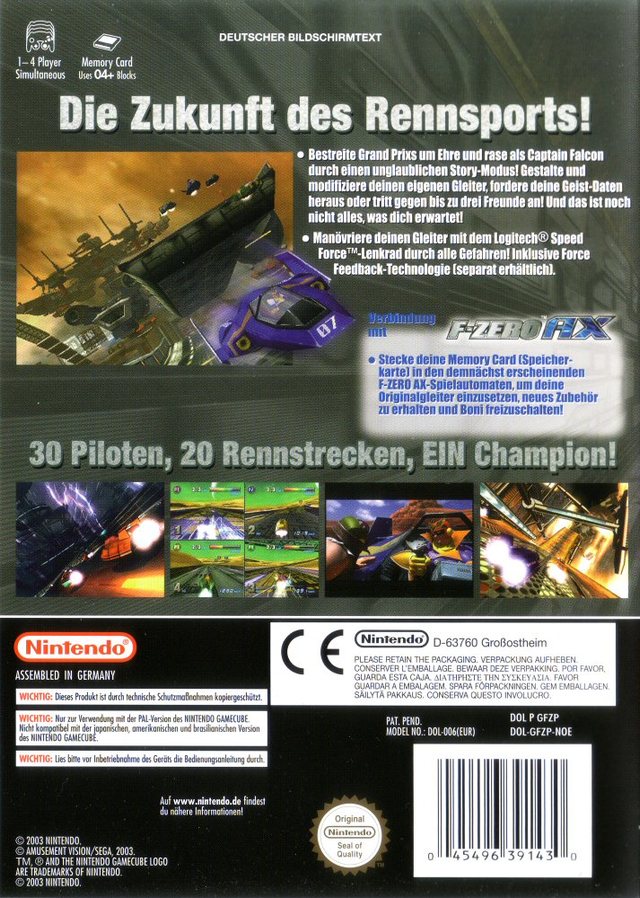 DEUTSCHER BILDSCHIRMTEXT
1–4 Player
Simultaneous
Memory Card
Uses 04+ Blocks
Die Zukunft des Rennsports!
• Bestreite Grand Prixs um Ehre und rase als Captain Falcon
durch einen unglaublichen Story-Modus! Gestalte und
modifiziere deinen eigenen Gleiter, fordere deine Geist-Daten
heraus oder tritt gegen bis zu drei Freunde an! Und das ist noch
nicht alles, was dich erwartet!
• Manövriere deinen Gleiter mit dem Logitech® Speed
Force™-Lenkrad durch alle Gefahren! Inklusive Force
Feedback-Technologie (separat erhältlich).
07
Verbindung
mit
F-ZERO AX
• Stecke deine Memory Card (Speicher-
karte) in den demnächst erscheinenden
F-ZERO AX-Spielautomaten, um deine
Originalgleiter einzusetzen, neues Zubehör
zu erhalten und Boni freizuschalten!
30 Piloten, 20 Rennstrecken, EIN Champion!
Nintendo®
ASSEMBLED IN GERMANY
WICHTIG: Dieses Produkt ist durch technische Schutzmaßnahmen kopiergeschützt.
WICHTIG: Nur zur Verwendung mit der PAL-Version des NINTENDO GAMECUBE.
Nicht kompatibel mit der japanischen, amerikanischen und brasilianischen Version
des NINTENDO GAMECUBE.
WICHTIG: Lies bitte vor Inbetriebnahme des Geräts die Bedienungsanleitung durch.
Auf www.nintendo.de findest
du nähere Informationen.
© 2003 NINTENDO.
© AMUSEMENT VISION/SEGA, 2003.
TM, ® AND THE NINTENDO GAMECUBE LOGO
ARE TRADEMARKS OF NINTENDO.
© 2003 NINTENDO.
CE
Nintendo® D-63760 Großostheim
PLEASE RETAIN THE PACKAGING. VERPACKUNG AUFHEBEN.
CONSERVER L'EMBALLAGE. BEWAAR DEZE VERPAKKING. POR FAVOR,
GUARDA ESTA CAJA. ΔΙΑΤΗΡΗΣΤΕ ΤΗΝ ΣΥΣΚΕΥΑΣΙΑ. FAVOR
GUARDAR A EMBALAGEM. SPARA FÖRPACKNINGEN. GEM EMBALLAGEN.
SÄILYTÄ PAKKAUS. CONSERVA QUESTO INVOLUCRO.
PAT. PEND.
MODEL NO.: DOL-006(EUR)
DOL P GFZP
DOL-GFZP-NOE
Original
Nintendo
Seal of
Quality
0 45496 39143 0